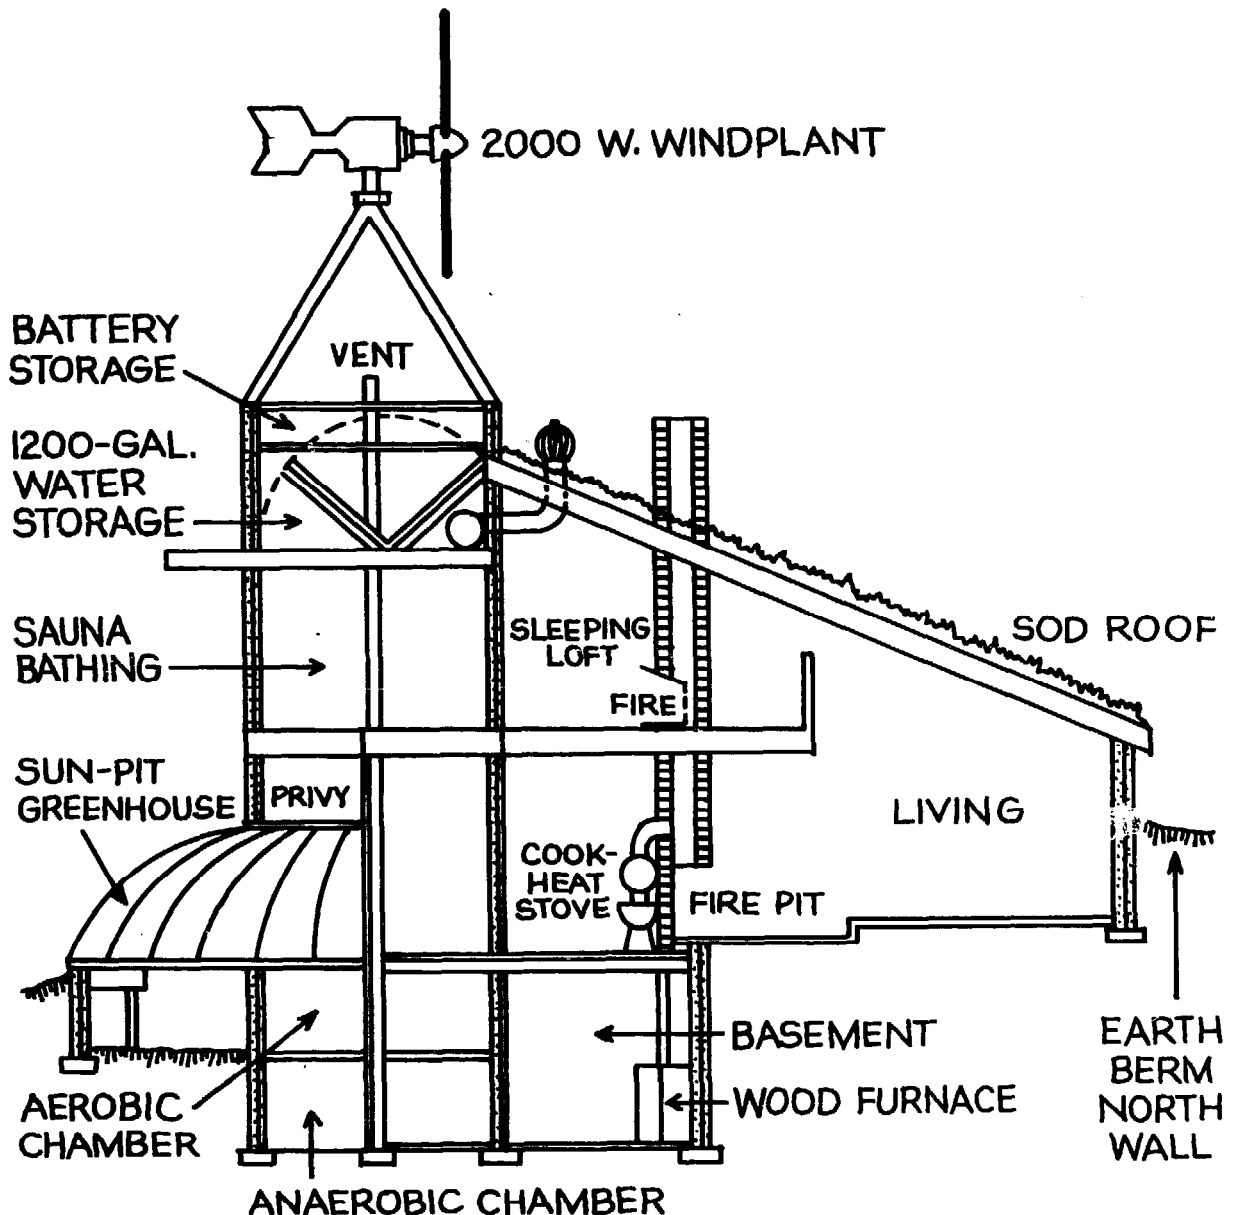 2000 W. WINDPLANT
BATTERY
STORAGE
VENT
1200-GAL.
WATER
STORAGE
SAUNA
BATHING
SLEEPING
LOFT
SOD ROOF
FIRE
SUN-PIT
GREENHOUSE
PRIVY
LIVING
COOK-
HEAT
STOVE
FIRE PIT
BASEMENT
EARTH
BERM
NORTH
WALL
WOOD FURNACE
AEROBIC
CHAMBER
ANAEROBIC CHAMBER